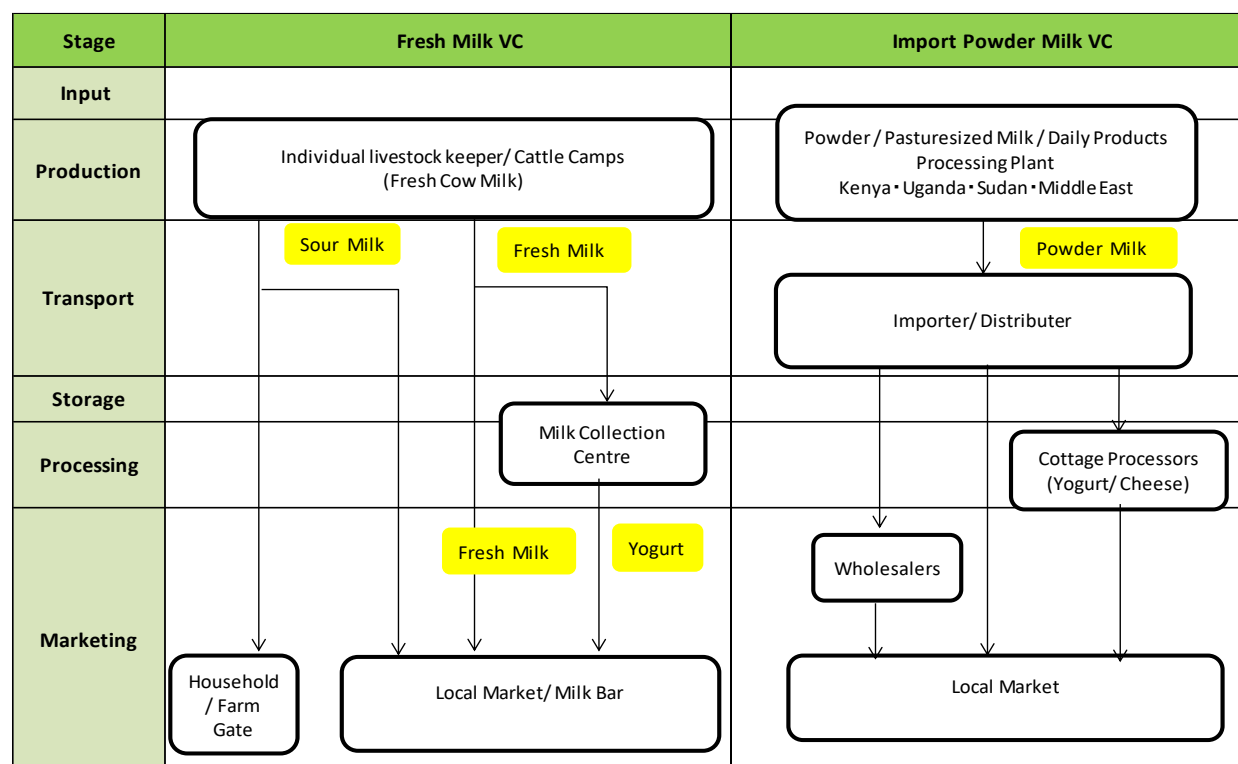 Stage
Fresh Milk VC
Import Powder Milk VC
Input
Production
Individual livestock keeper/ Cattle Camps
(Fresh Cow Milk)
Powder / Pasturesized Milk / Daily Products
Processing Plant
Kenya・Uganda・Sudan・Middle East
Transport
Sour Milk
Fresh Milk
Powder Milk
Importer/ Distributer
Storage
Processing
Milk Collection
Centre
Cottage Processors
(Yogurt/ Cheese)
Marketing
Fresh Milk
Yogurt
Wholesalers
Household
/ Farm
Gate
Local Market/ Milk Bar
Local Market